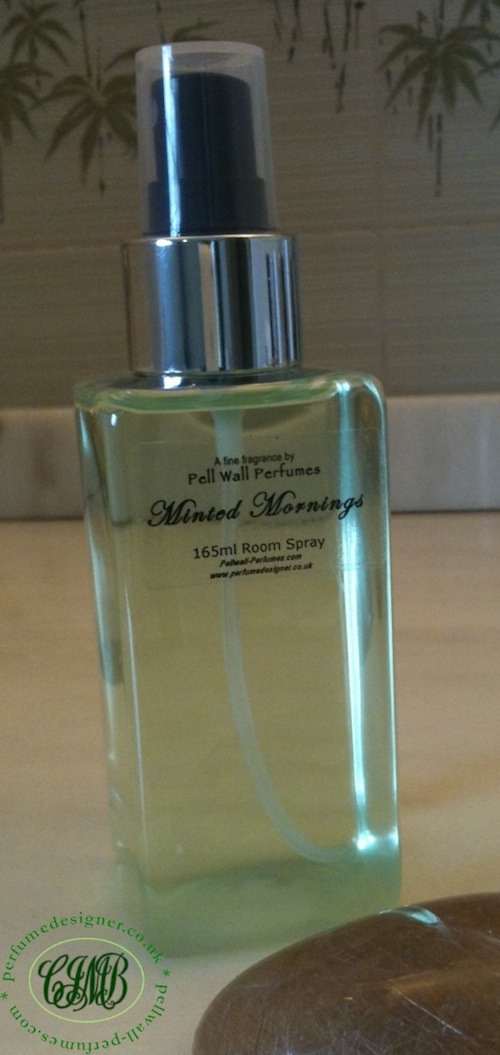 A fine fragrance by
Pell Wall Perfumes
Minted Mornings
165ml Room Spray
Pellwall-Perfumes.com
www.perfumedesigner.co.uk
* perfumedesigner.co.uk * pellwall-perfumes.com